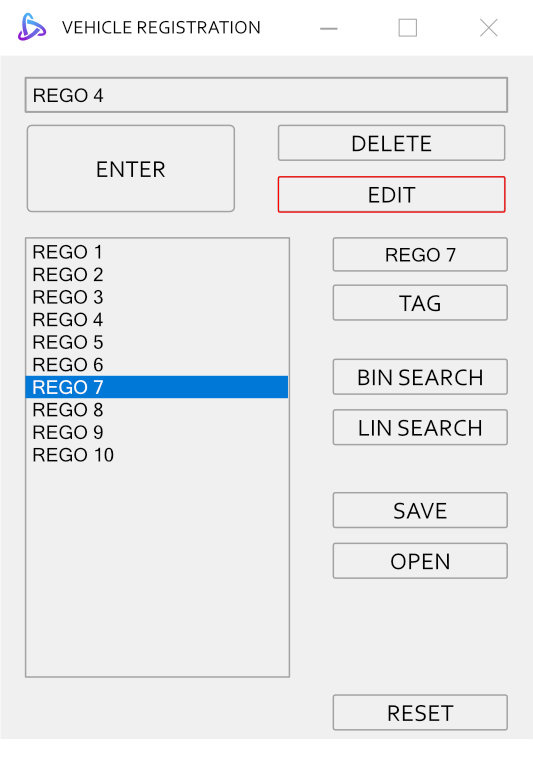 VEHICLE REGISTRATION
REGO 4
ENTER
DELETE
EDIT
REGO 1
REGO 2
REGO 3
REGO 4
REGO 5
REGO 6
REGO 7
REGO 8
REGO 9
REGO 10
REGO 7
TAG
BIN SEARCH
LIN SEARCH
SAVE
OPEN
RESET